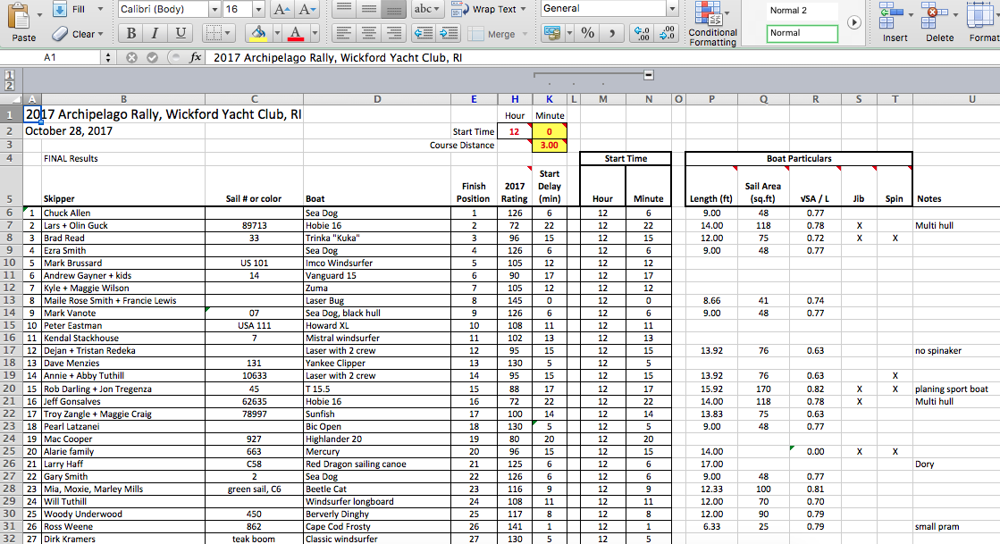 Calibri (Body) 16 A A abc Wrap Text General Normal 2
Fill
Paste Clear B I U A Merge % , .0 .00 .00 .0 Conditional Formatting Normal Insert Delete Format
A1 fx 2017 Archipelago Rally, Wickford Yacht Club, RI
1
2
A B C D E H K L M N O P Q R S T U
1 2017 Archipelago Rally, Wickford Yacht Club, RI Hour Minute
2 October 28, 2017 Start Time 12 0
3 Course Distance 3.00
4 FINAL Results Start Time Boat Particulars
5 Skipper Sail # or color Boat Finish Position 2017 Rating Start Delay (min) Hour Minute Length (ft) Sail Area (sq.ft) √SA / L Jib Spin Notes
6 1 Chuck Allen Sea Dog 1 126 6 12 6 9.00 48 0.77
7 2 Lars + Olin Guck 89713 Hobie 16 2 72 22 12 22 14.00 118 0.78 X Multi hull
8 3 Brad Read 33 Trinka "Kuka" 3 96 15 12 15 12.00 75 0.72 X X
9 4 Ezra Smith Sea Dog 4 126 6 12 6 9.00 48 0.77
10 5 Mark Brussard US 101 Imco Windsurfer 5 105 12 12 12
11 6 Andrew Gayner + kids 14 Vanguard 15 6 90 17 12 17
12 7 Kyle + Maggie Wilson Zuma 7 105 12 12 12
13 8 Maile Rose Smith + Francie Lewis Laser Bug 8 145 0 12 0 8.66 41 0.74
14 9 Mark Vanote 07 Sea Dog, black hull 9 126 6 12 6 9.00 48 0.77
15 10 Peter Eastman USA 111 Howard XL 10 108 11 12 11
16 11 Kendal Stackhouse 7 Mistral windsurfer 11 102 13 12 13
17 12 Dejan + Tristan Redeka Laser with 2 crew 12 95 15 12 15 13.92 76 0.63 no spinaker
18 13 Dave Menzies 131 Yankee Clipper 13 130 5 12 5
19 14 Annie + Abby Tuthill 10633 Laser with 2 crew 14 95 15 12 15 13.92 76 0.63 X
20 15 Rob Darling + Jon Tregenza 45 T 15.5 15 88 17 12 17 15.92 170 0.82 X X planing sport boat
21 16 Jeff Gonsalves 62635 Hobie 16 16 72 22 12 22 14.00 118 0.78 X Multi hull
22 17 Troy Zangle + Maggie Craig 78997 Sunfish 17 100 14 12 14 13.83 75 0.63
23 18 Pearl Latzanei Bic Open 18 130 5 12 5 9.00 48 0.77
24 19 Mac Cooper 927 Highlander 20 19 80 20 12 20
25 20 Alarie family 663 Mercury 20 96 15 12 15 14.00 0.00 X X
26 21 Larry Haff C58 Red Dragon sailing canoe 21 125 6 12 6 17.00 Dory
27 22 Gary Smith 2 Sea Dog 22 126 6 12 6 9.00 48 0.77
28 23 Mia, Moxie, Marley Mills green sail, C6 Beetle Cat 23 116 9 12 9 12.33 100 0.81
29 24 Will Tuthill Windsurfer longboard 24 108 11 12 11 12.00 70 0.70
30 25 Woody Underwood 450 Berverly Dinghy 25 117 8 12 8 12.00 90 0.79
31 26 Ross Weene 862 Cape Cod Frosty 26 141 1 12 1 6.33 25 0.79 small pram
32 27 Dirk Kramers teak boom Classic windsurfer 27 130 5 12 5